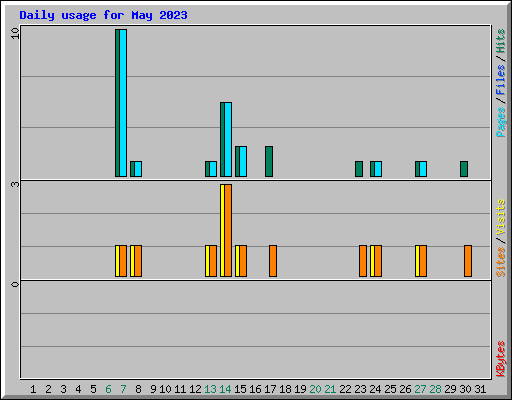 Daily usage for May 2023
10
3
0
Pages / Files / Hits
Sites / Visits
KBytes
1 2 3 4 5 6 7 8 9 10 11 12 13 14 15 16 17 18 19 20 21 22 23 24 25 26 27 28 29 30 31